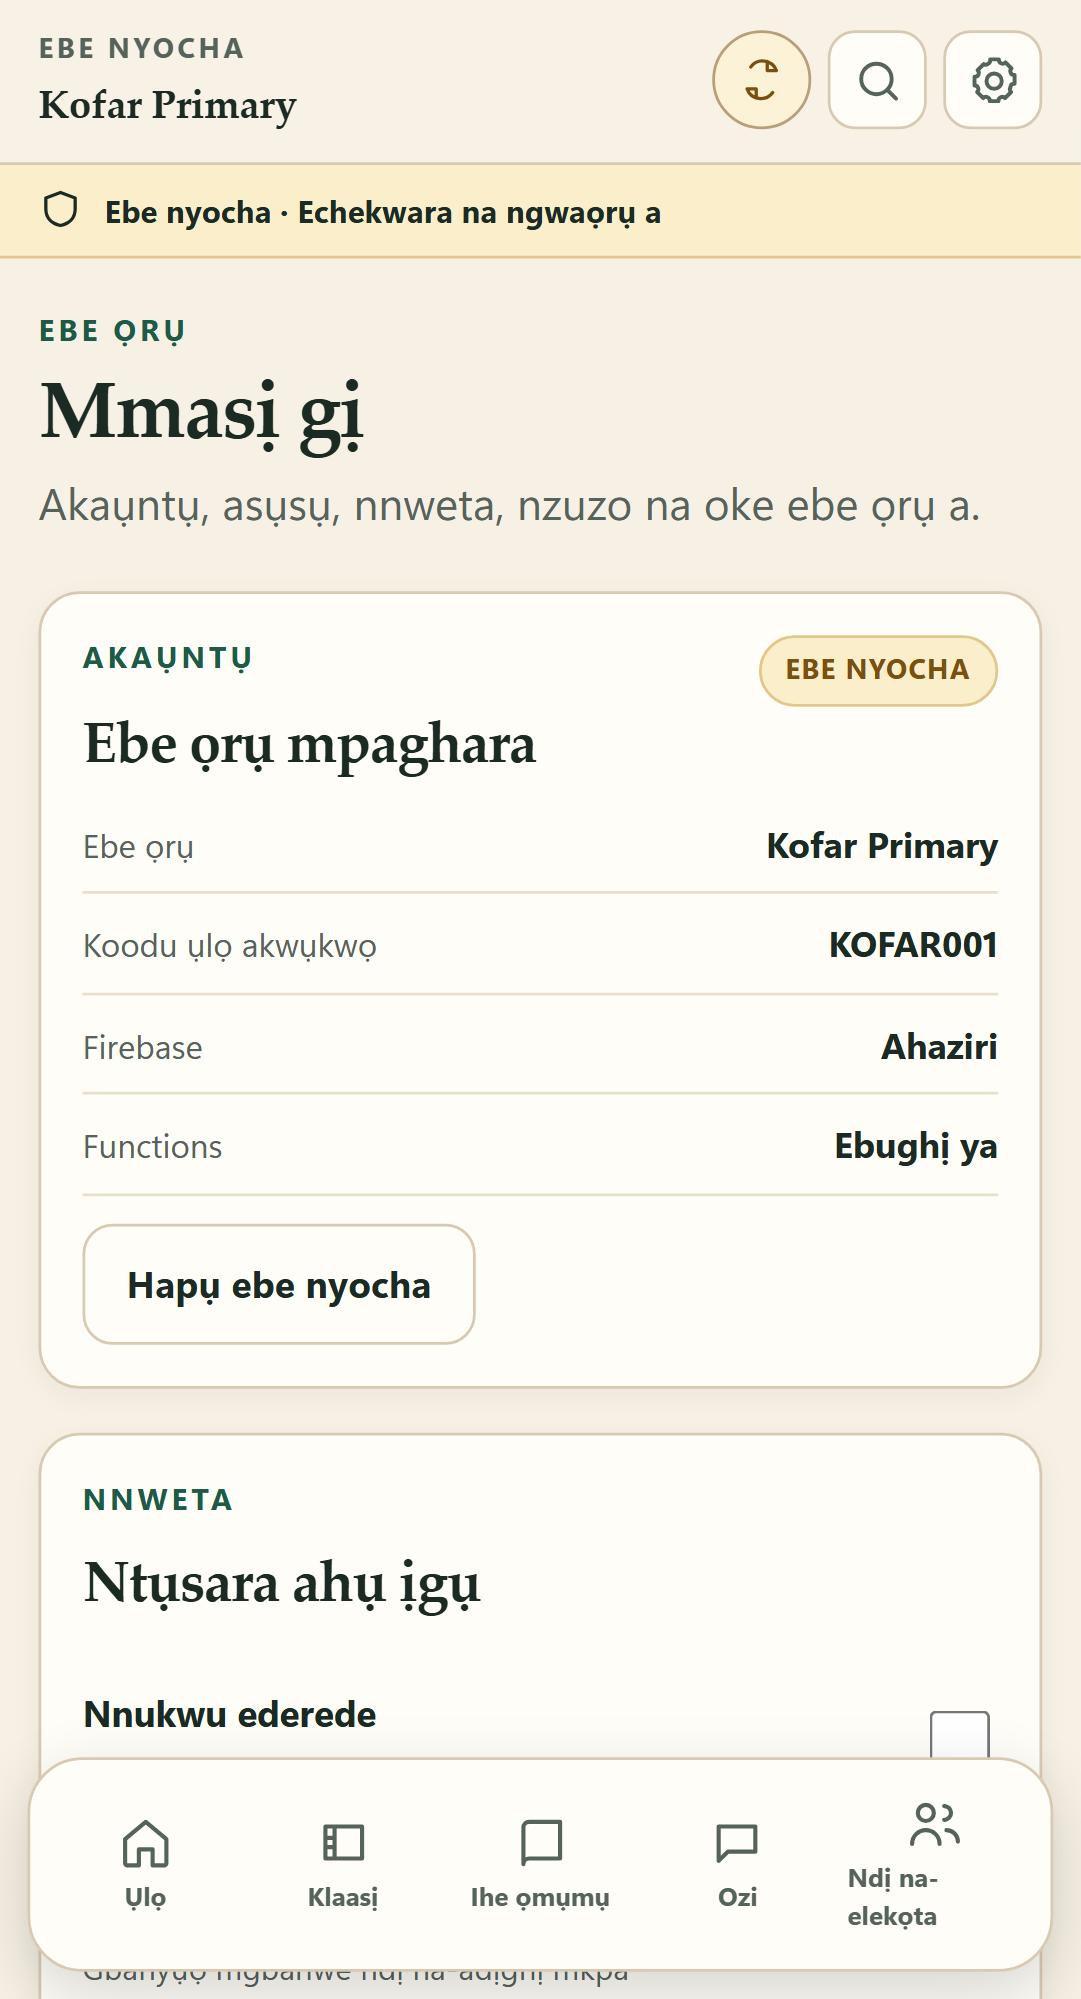 EBE NYOCHA
Kofar Primary
Ebe nyocha · Echekwara na ngwaọrụ a
EBE ỌRỤ
Mmasị gị
Akaụntụ, asụsụ, nnweta, nzuzo na oke ebe ọrụ a.
AKAỤNTỤ
EBE NYOCHA
Ebe ọrụ mpaghara
Ebe ọrụ
Kofar Primary
Koodu ụlọ akwụkwọ
KOFAR001
Firebase
Ahaziri
Functions
Ebughị ya
Hapụ ebe nyocha
NNWETA
Ntụsara ahụ ịgụ
Nnukwu ederede
Ụlọ
Klaasị
Ihe ọmụmụ
Ozi
Ndị na-
elekọta